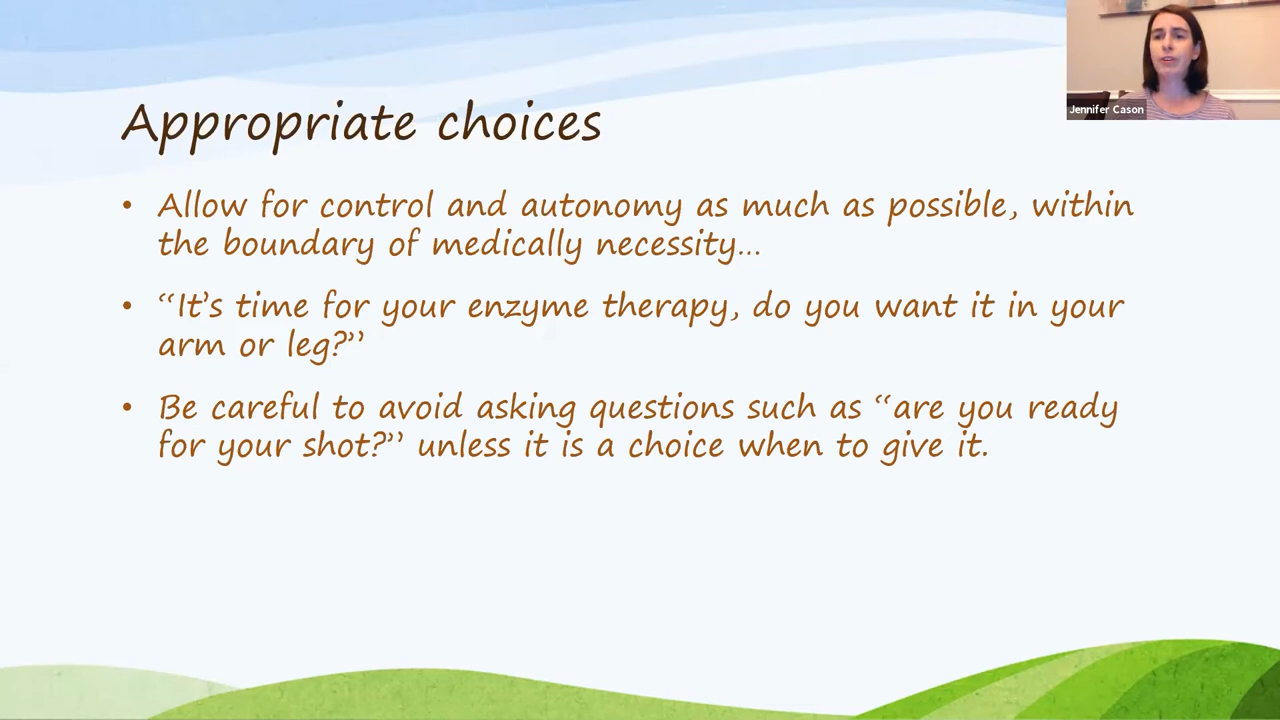 Jennifer Cason
Appropriate choices
• Allow for control and autonomy as much as possible, within
the boundary of medically necessity...
• “It’s time for your enzyme therapy, do you want it in your
arm or leg?”
• Be careful to avoid asking questions such as “are you ready
for your shot?” unless it is a choice when to give it.